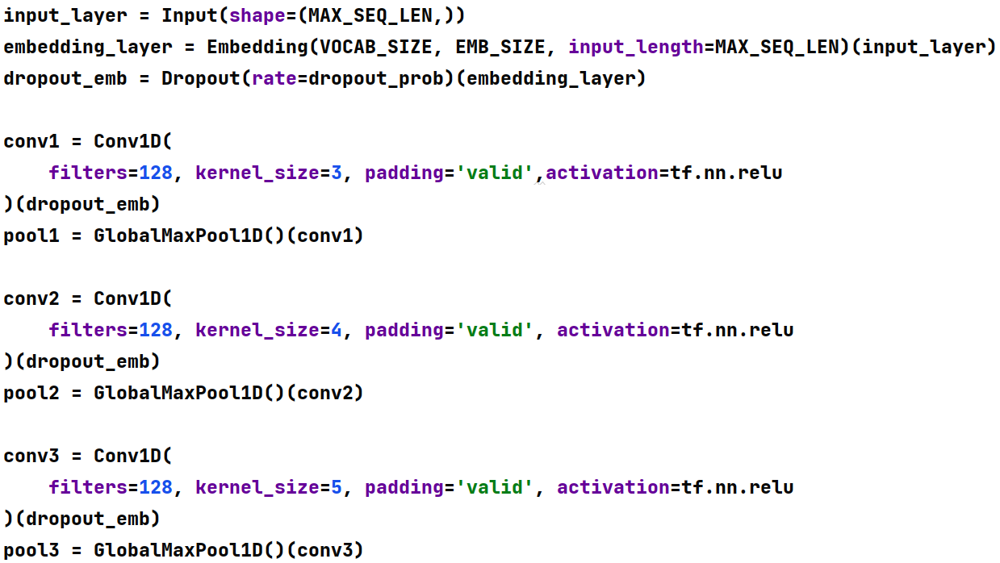 input_layer = Input(shape=(MAX_SEQ_LEN,))
embedding_layer = Embedding(VOCAB_SIZE, EMB_SIZE, input_length=MAX_SEQ_LEN)(input_layer)
dropout_emb = Dropout(rate=dropout_prob)(embedding_layer)

conv1 = Conv1D(
    filters=128, kernel_size=3, padding='valid',activation=tf.nn.relu
)(dropout_emb)
pool1 = GlobalMaxPool1D()(conv1)

conv2 = Conv1D(
    filters=128, kernel_size=4, padding='valid', activation=tf.nn.relu
)(dropout_emb)
pool2 = GlobalMaxPool1D()(conv2)

conv3 = Conv1D(
    filters=128, kernel_size=5, padding='valid', activation=tf.nn.relu
)(dropout_emb)
pool3 = GlobalMaxPool1D()(conv3)